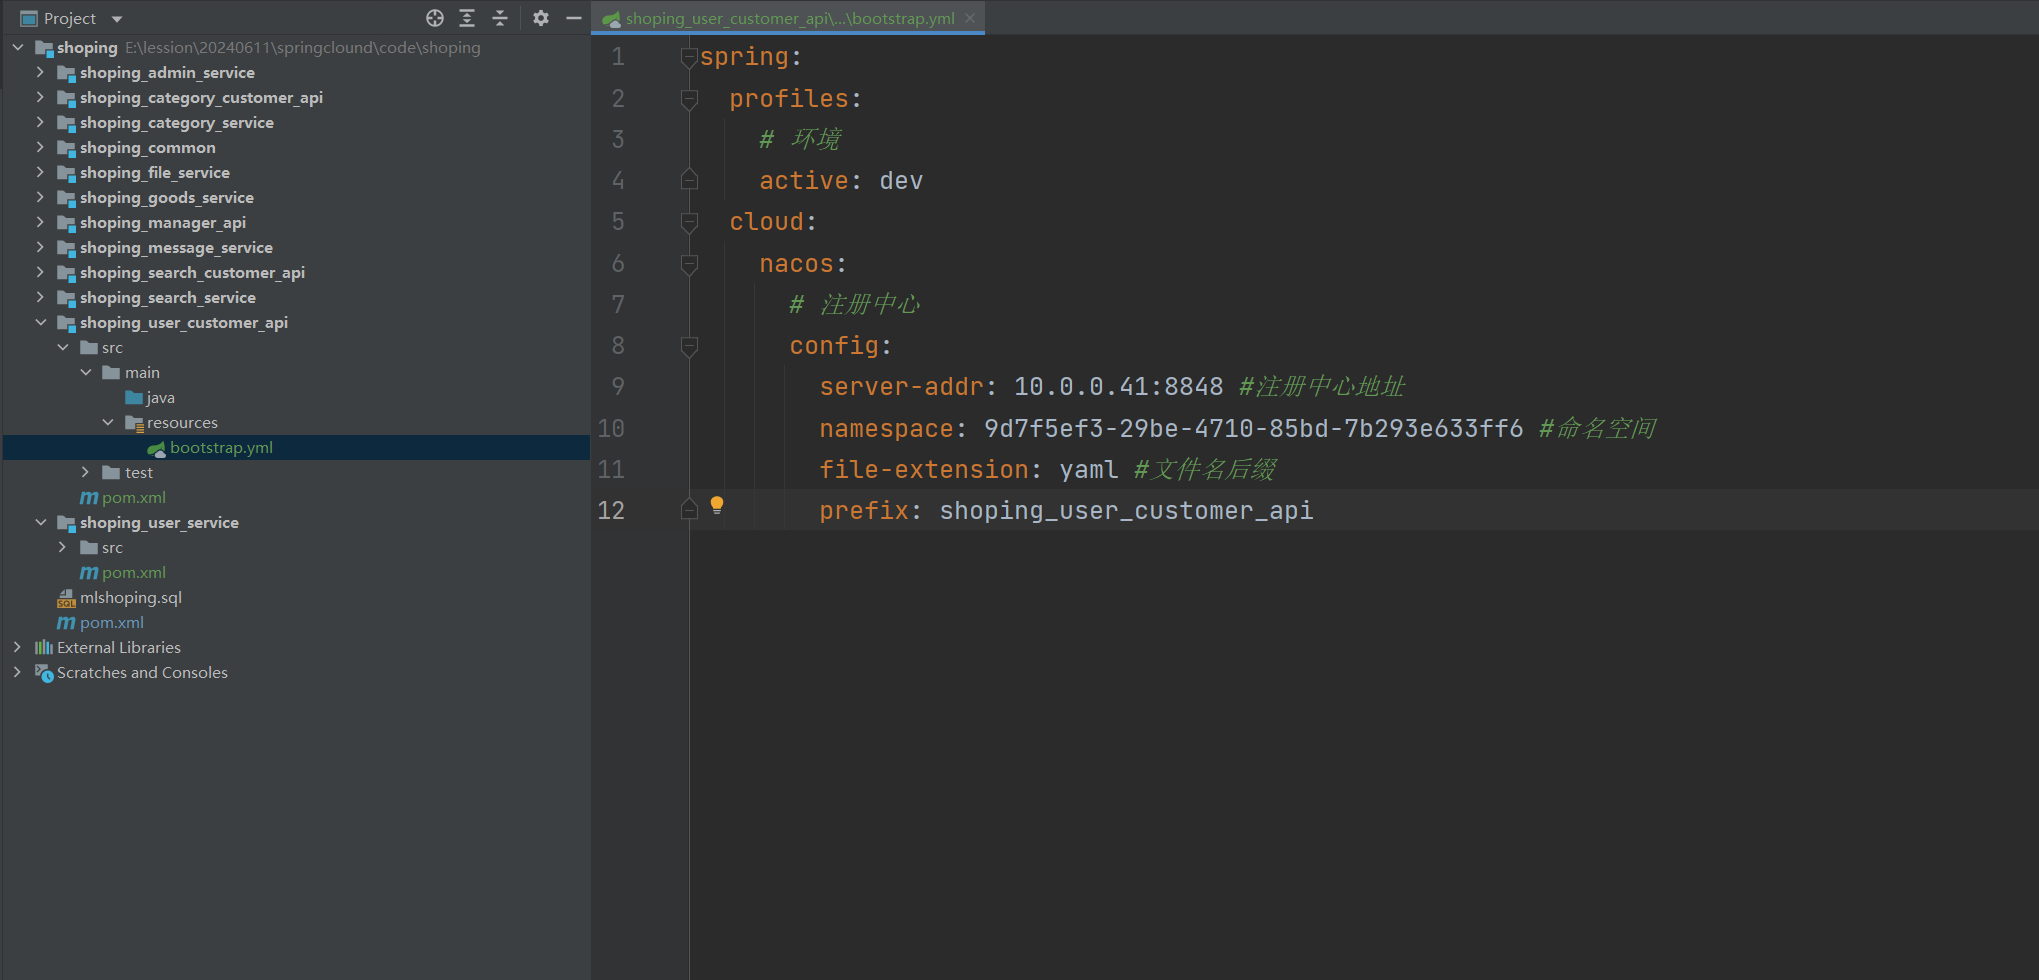 Project
shoping E:\lession\20240611\springclound\code\shoping
shoping_admin_service
shoping_category_customer_api
shoping_category_service
shoping_common
shoping_file_service
shoping_goods_service
shoping_manager_api
shoping_message_service
shoping_search_customer_api
shoping_search_service
shoping_user_customer_api
src
main
java
resources
bootstrap.yml
test
pom.xml
shoping_user_service
src
pom.xml
mlshoping.sql
pom.xml
External Libraries
Scratches and Consoles
shoping_user_customer_api\...\bootstrap.yml
1 spring:
2 profiles:
3 # 环境
4 active: dev
5 cloud:
6 nacos:
7 # 注册中心
8 config:
9 server-addr: 10.0.0.41:8848 #注册中心地址
10 namespace: 9d7f5ef3-29be-4710-85bd-7b293e633ff6 #命名空间
11 file-extension: yaml #文件名后缀
12 prefix: shoping_user_customer_api